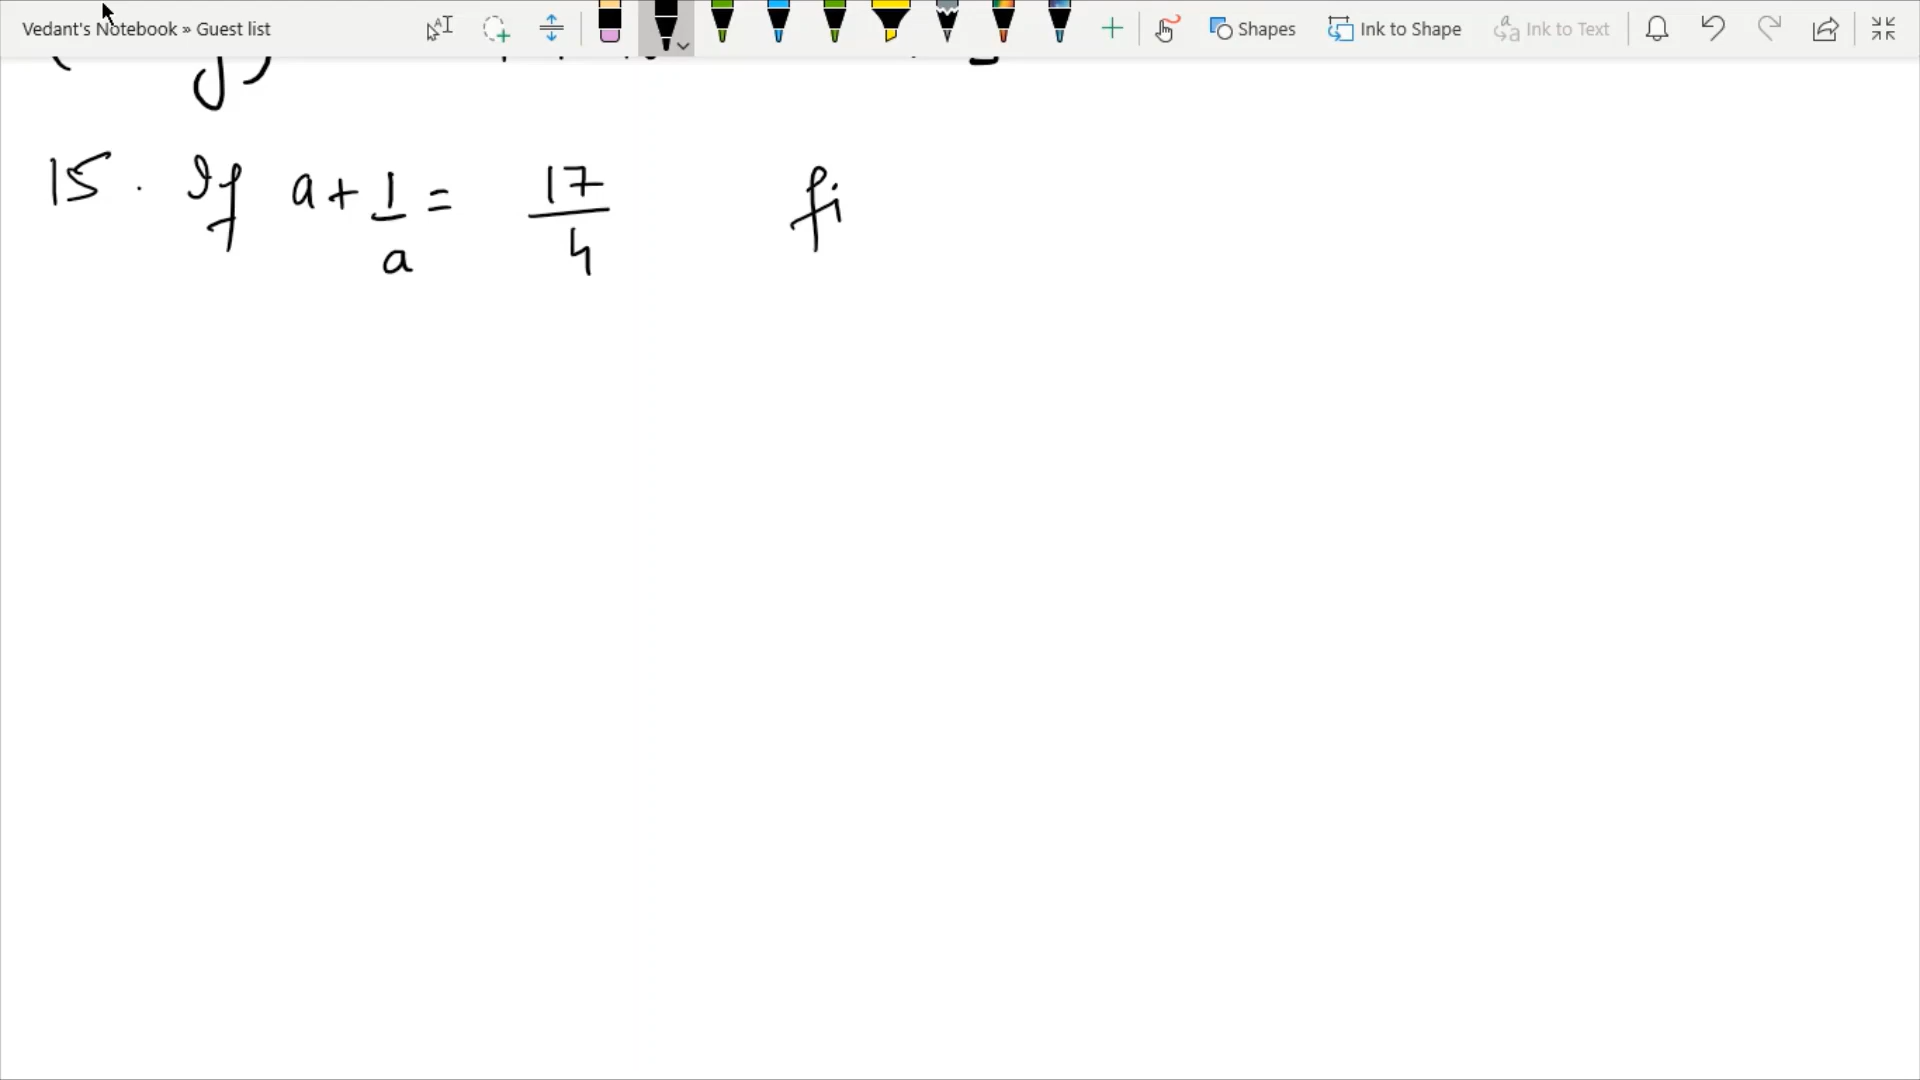 Vedant's Notebook » Guest list Shapes Ink to Shape Ink to Text
15. If a + 1/a = 17/4 fi